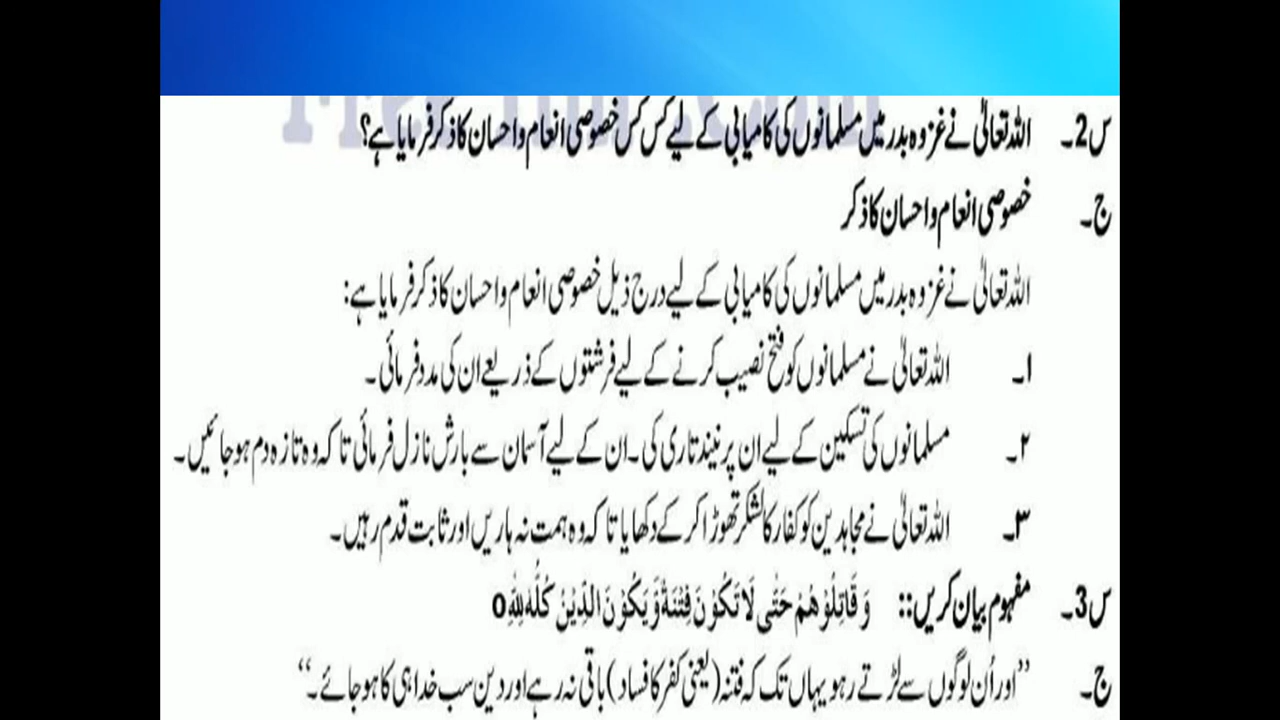 س2۔ اللہ تعالیٰ نے غزوہ بدر میں مسلمانوں کی کامیابی کے لیے کس کس خصوصی انعام و احسان کا ذکر فرمایا ہے؟
ج۔ خصوصی انعام و احسان کا ذکر
اللہ تعالیٰ نے غزوہ بدر میں مسلمانوں کی کامیابی کے لیے درج ذیل خصوصی انعام و احسان کا ذکر فرمایا ہے:
۱۔ اللہ تعالیٰ نے مسلمانوں کو فتح نصیب کرنے کے لیے فرشتوں کے ذریعے ان کی مدد فرمائی۔
۲۔ مسلمانوں کی تسکین کے لیے ان پر نیند تاری کی۔ ان کے لیے آسمان سے بارش نازل فرمائی تا کہ وہ تازہ دم ہو جائیں۔
۳۔ اللہ تعالیٰ نے مجاہدین کو کفار کا لشکر تھوڑا کر کے دکھایا تا کہ وہ ہمت نہ ہاریں اور ثابت قدم رہیں۔
س3۔ مفہوم بیان کریں:: وَ قَاتِلُوْهُمْ حَتّٰى لَا تَكُوْنَ فِتْنَةٌ وَّ يَكُوْنَ الدِّيْنُ كُلُّهٗ لِلّٰهِ o
ج۔ ”اور اُن لوگوں سے لڑتے رہو یہاں تک کہ فتنہ (یعنی کفر کا فساد) باقی نہ رہے اور دین سب خدا ہی کا ہو جائے۔“